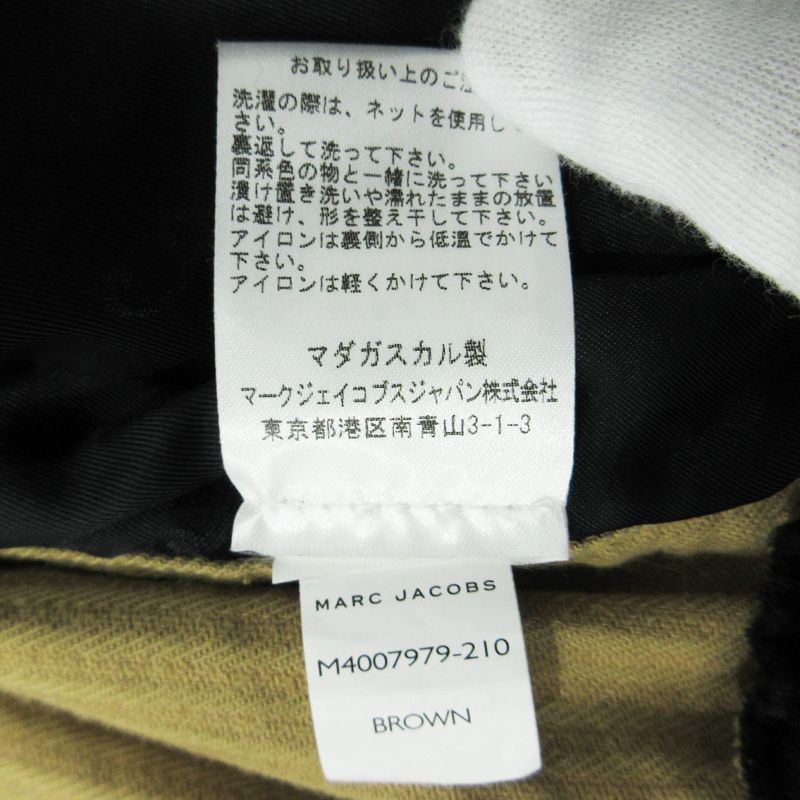 お取り扱い上のご注
洗濯の際は、ネットを使用して
さい。
裏返して洗って下さい。
同系色の物と一緒に洗って下さい
漬け置き洗いや濡れたままの放置
は避け、形を整え干して下さい。
アイロンは裏側から低温でかけて
下さい。
アイロンは軽くかけて下さい。
マダガスカル製
マークジェイコブスジャパン株式会社
東京都港区南青山3-1-3
MARC JACOBS
M4007979-210
BROWN